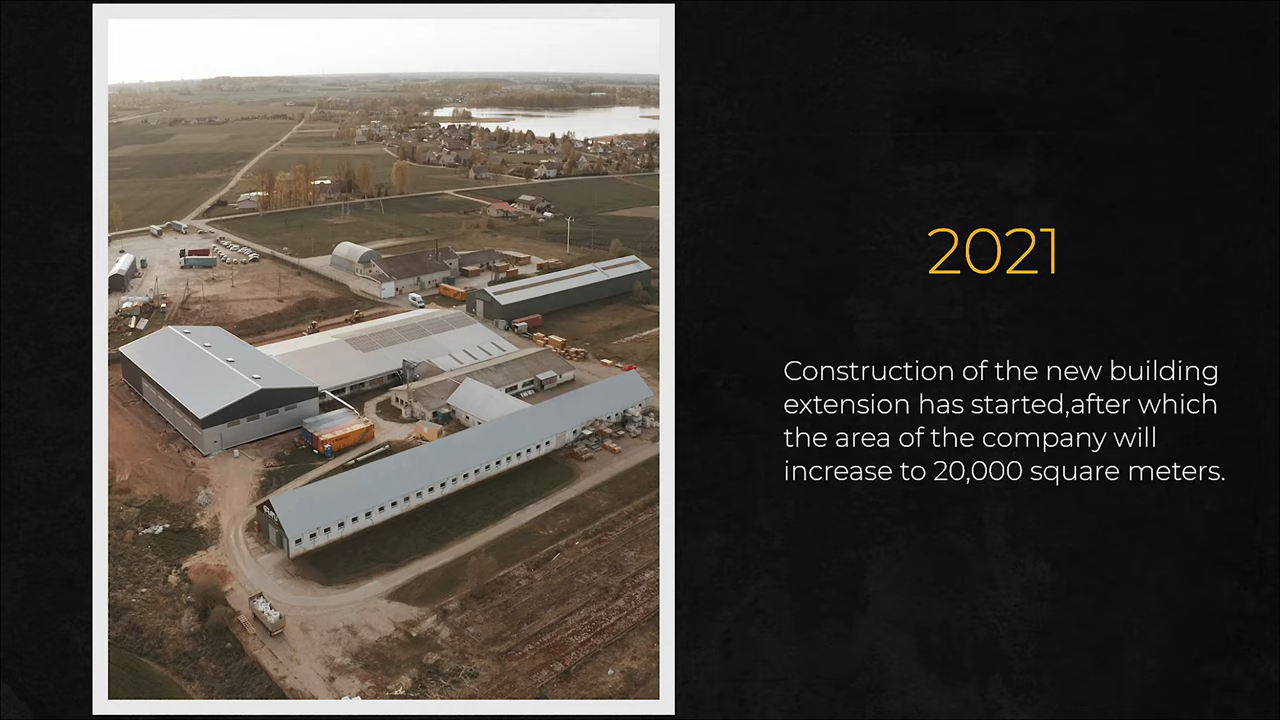 2021
Construction of the new building
extension has started,after which
the area of the company will
increase to 20,000 square meters.